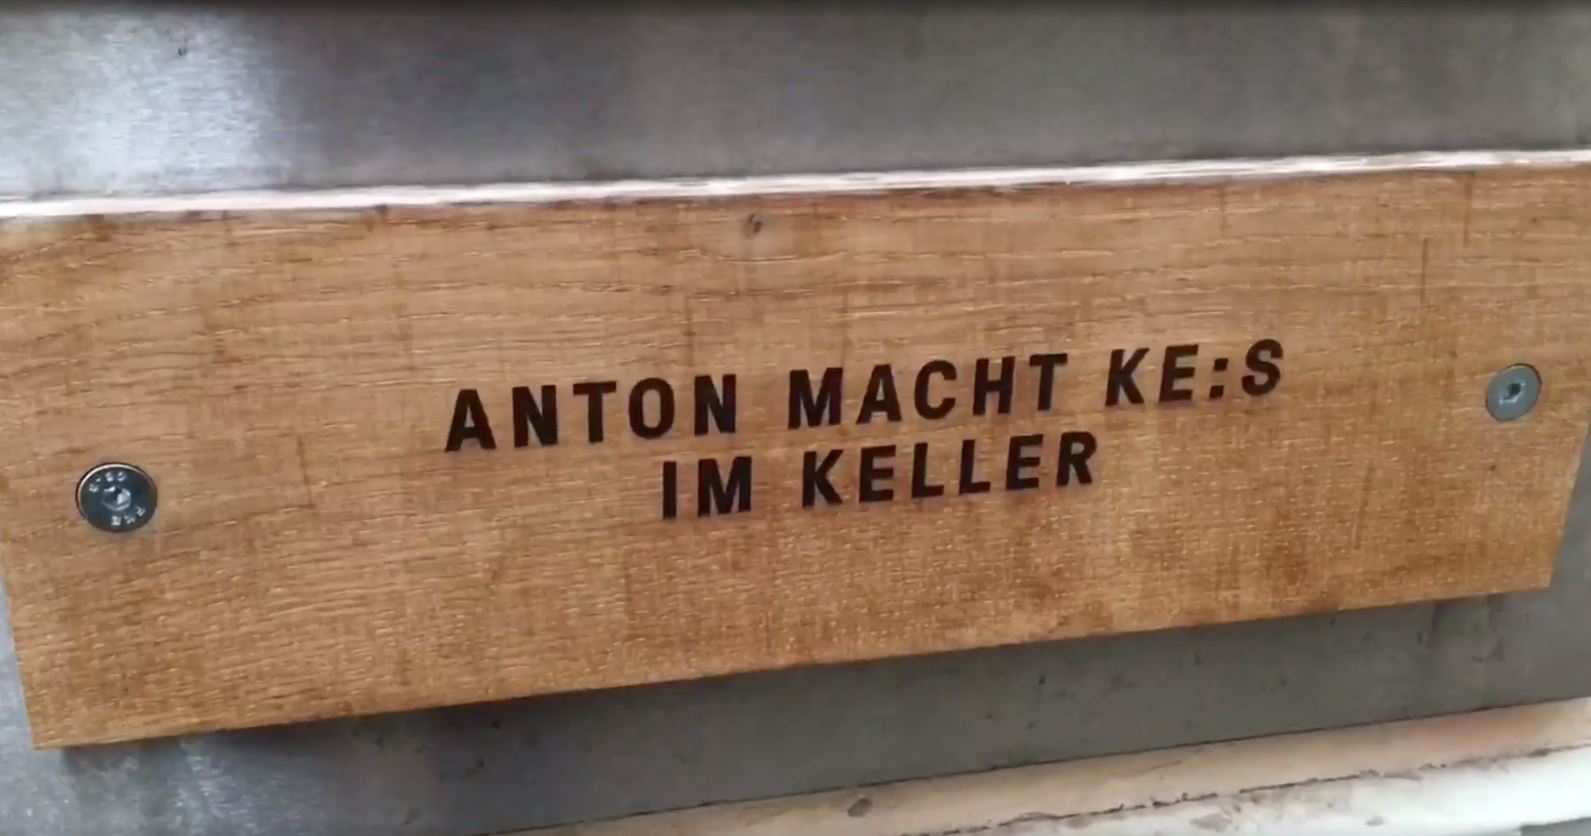 ANTON MACHT KE:S
IM KELLER